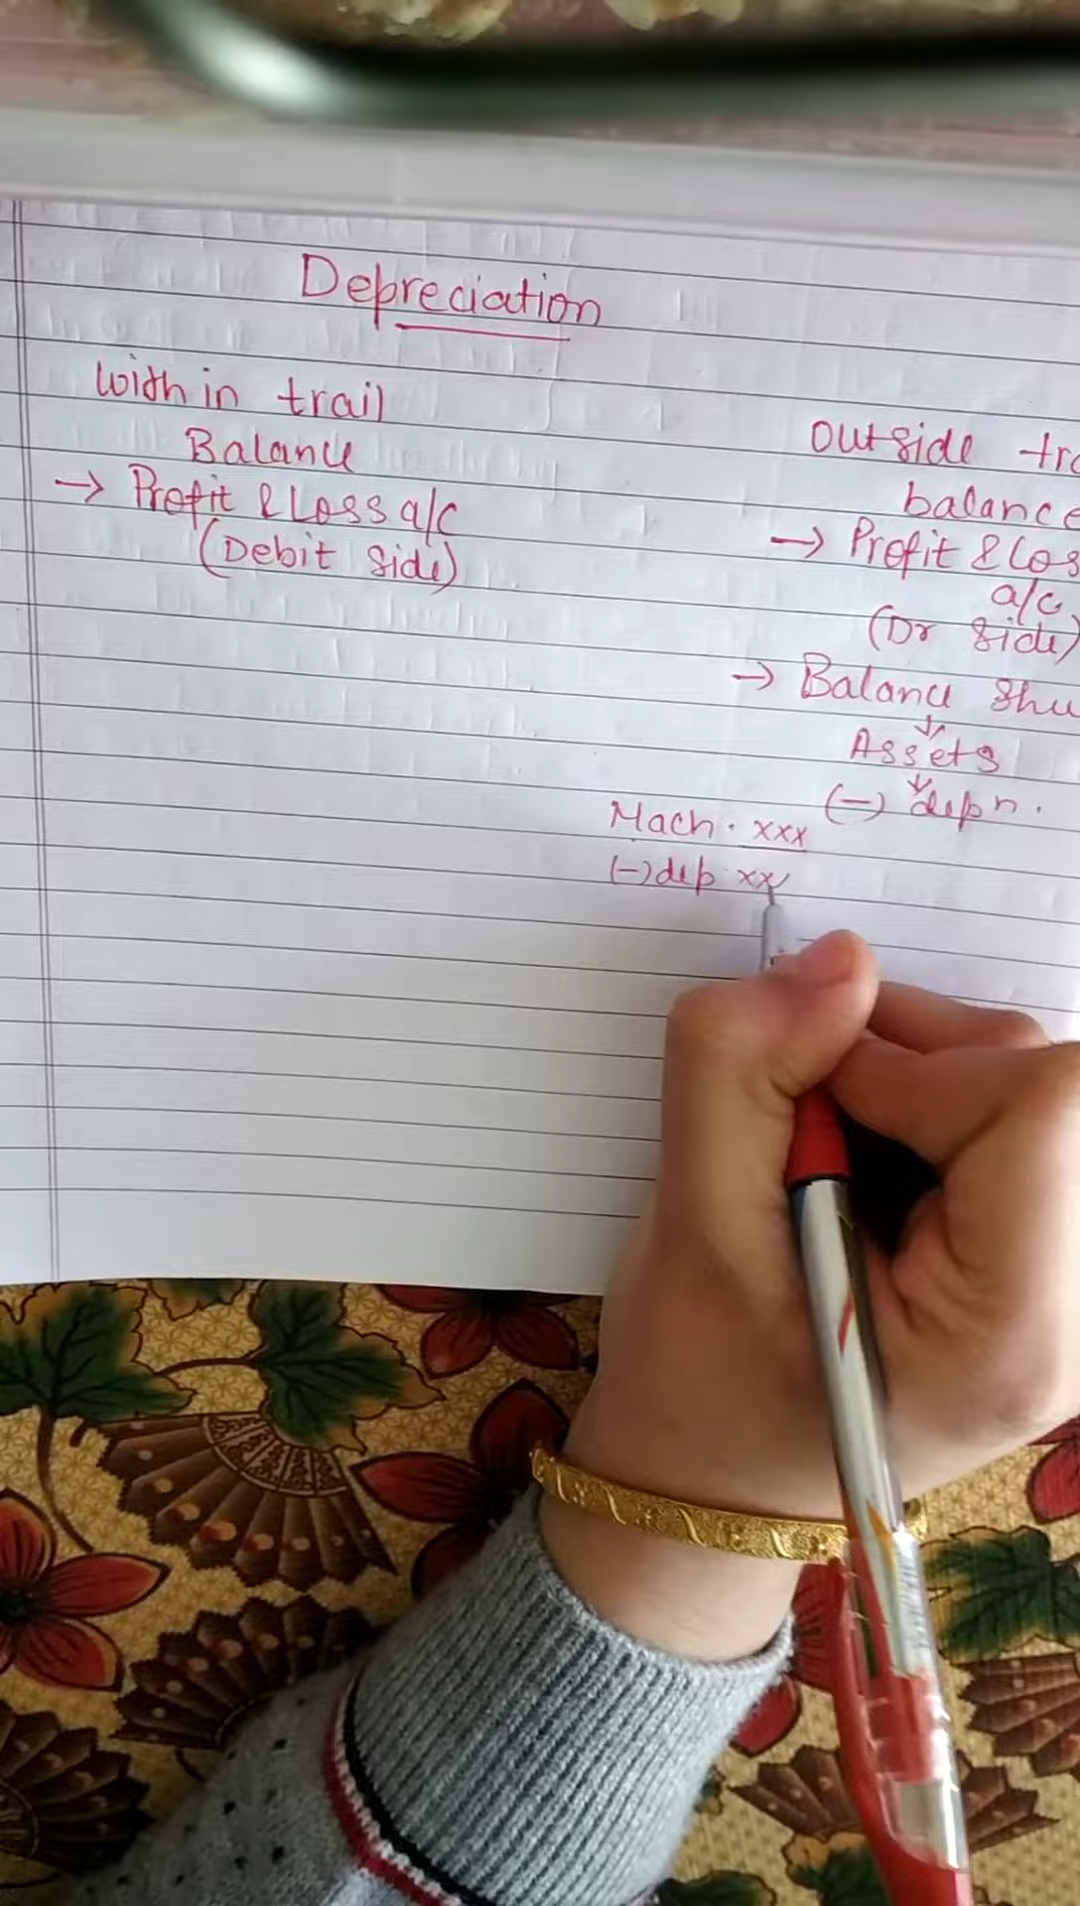 Depreciation
With in trail
Balance
→ Profit & Loss a/c
(Debit Side)
Outside
balance
→ Profit &
a/c
(Dr Side)
→ Balance
↓
Assets
↓
(-) depn.
Mach. xxx
(-) dep xx